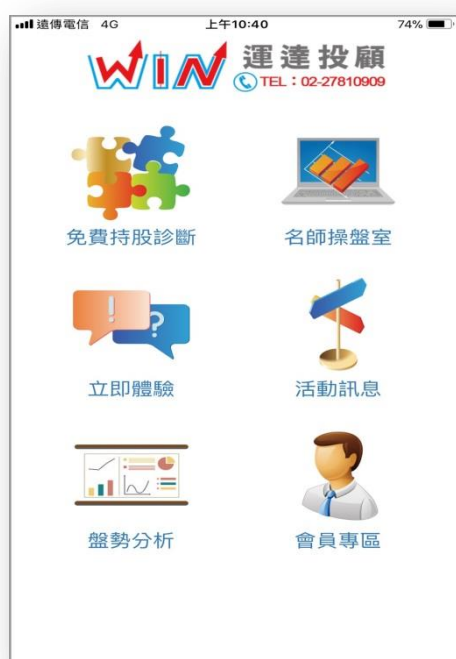 遠傳電信 4G 上午10:40 74%
WIN 運達投顧
TEL：02-27810909
免費持股診斷 名師操盤室
! ?
立即體驗 活動訊息
盤勢分析 會員專區